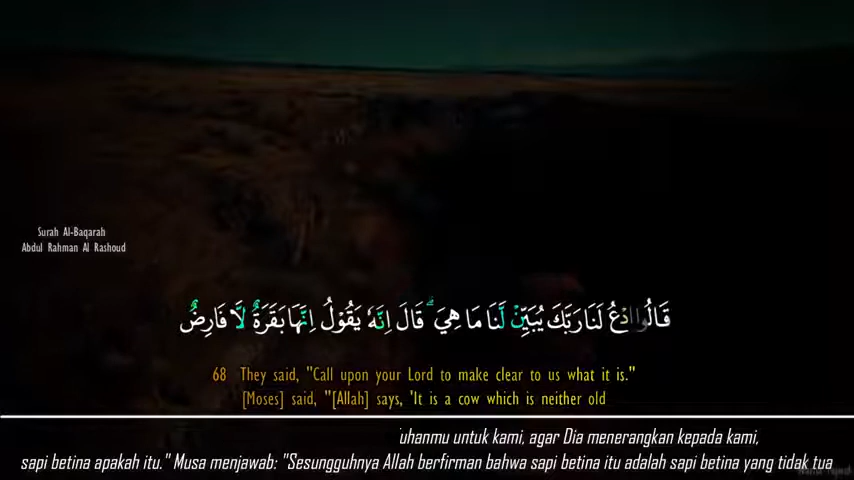 Surah Al-Baqarah
Abdul Rahman Al Rashoud
قَالُوا ادْعُ لَنَا رَبَّكَ يُبَيِّنْ لَّنَا مَا هِيَ ۗ قَالَ اِنَّهٗ يَقُوْلُ اِنَّهَا بَقَرَةٌ لَّا فَارِضٌ
68 They said, "Call upon your Lord to make clear to us what it is."
[Moses] said, "[Allah] says, 'It is a cow which is neither old
uhanmu untuk kami, agar Dia menerangkan kepada kami,
sapi betina apakah itu." Musa menjawab: "Sesungguhnya Allah berfirman bahwa sapi betina itu adalah sapi betina yang tidak tua